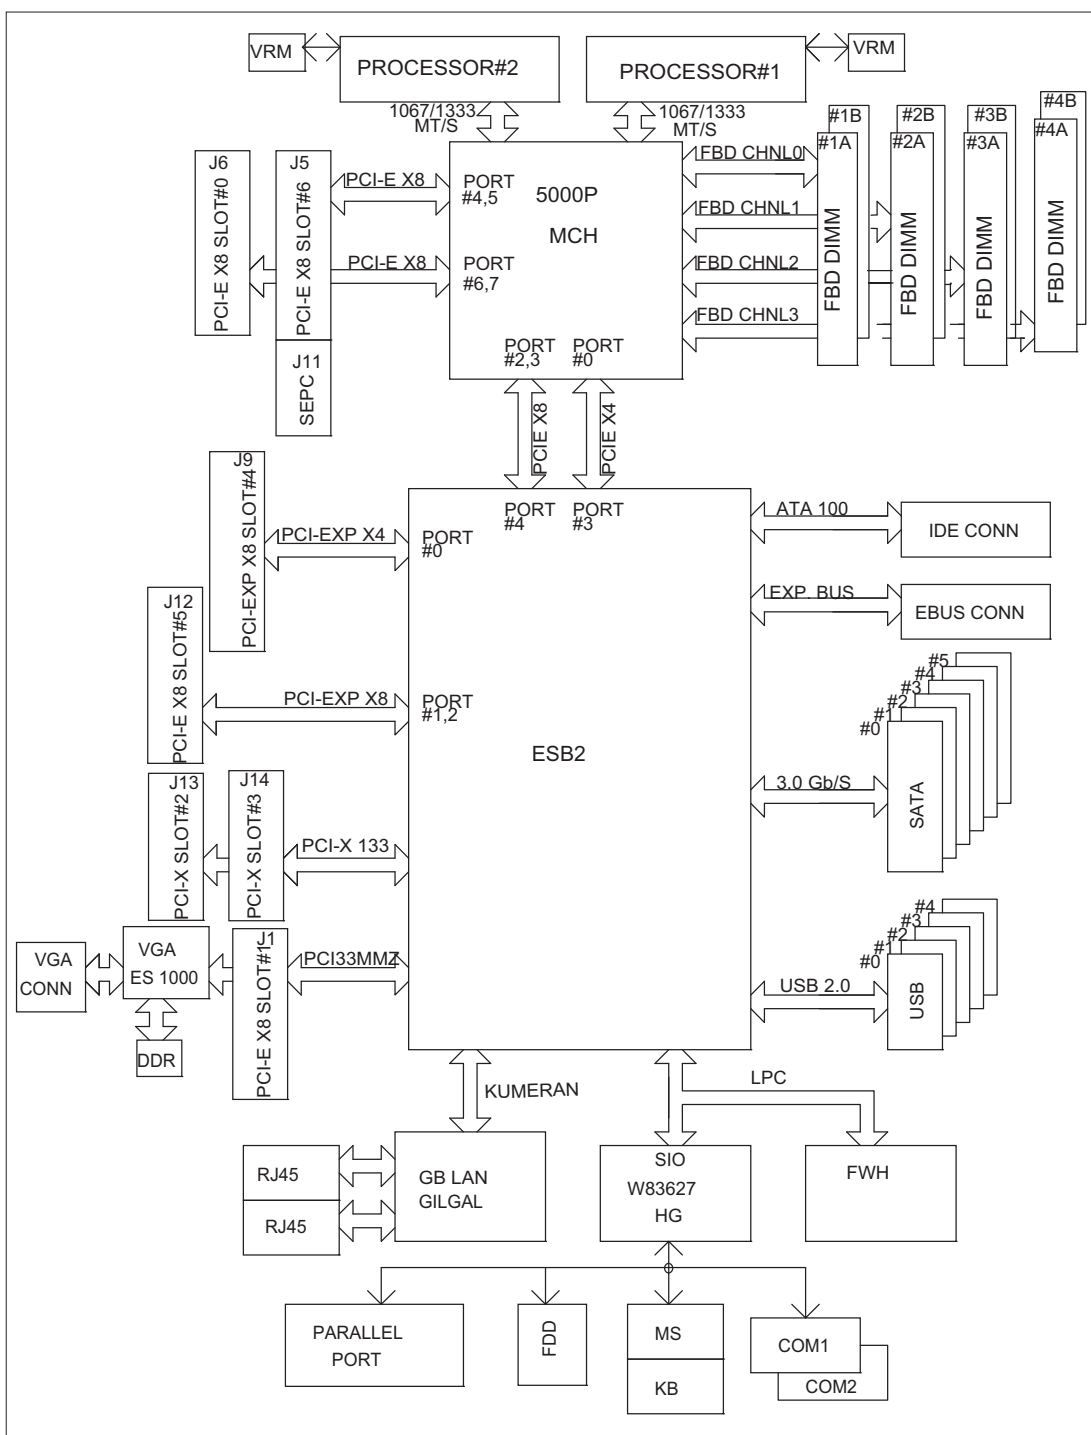 VRM
PROCESSOR#2
PROCESSOR#1
VRM
1067/1333
MT/S
1067/1333
MT/S
#1B
#2B
#3B
#4B
#1A
#2A
#3A
#4A
FBD DIMM
FBD DIMM
FBD DIMM
FBD DIMM
J6
PCI-E X8 SLOT#0
J5
PCI-E X8 SLOT#6
J11
SEPC
PCI-E X8
PCI-E X8
PORT
#4,5
5000P
MCH
PORT
#6,7
PORT
#2,3
PORT
#0
FBD CHNL0
FBD CHNL1
FBD CHNL2
FBD CHNL3
PCIE X8
PCIE X4
J9
PCI-EXP X8 SLOT#4
PCI-EXP X4
PORT
#0
PORT
#4
PORT
#3
ATA 100
IDE CONN
EXP. BUS
EBUS CONN
J12
PCI-E X8 SLOT#5
PCI-EXP X8
PORT
#1,2
ESB2
#5
#4
#3
#2
#1
#0
SATA
3.0 Gb/S
J13
PCI-X SLOT#2
J14
PCI-X SLOT#3
PCI-X 133
VGA
CONN
VGA
ES 1000
DDR
J1
PCI-E X8 SLOT#1
PCI33MMZ
#4
#3
#2
#1
#0
USB
USB 2.0
KUMERAN
LPC
RJ45
RJ45
GB LAN
GILGAL
SIO
W83627
HG
FWH
PARALLEL
PORT
FDD
MS
KB
COM1
COM2